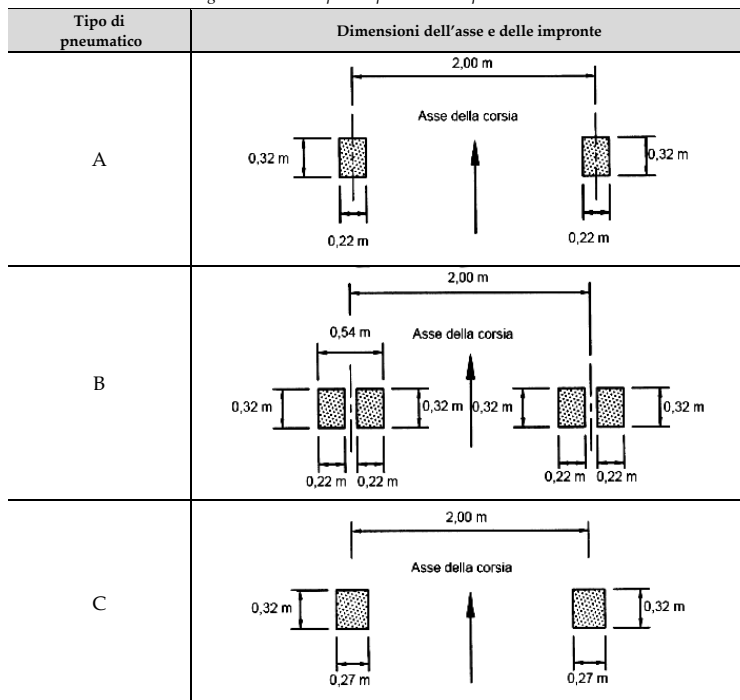 Tipo di
pneumatico
Dimensioni dell'asse e delle impronte
A
2,00 m
Asse della corsia
0,32 m
0,32 m
0,22 m
0,22 m
B
2,00 m
0,54 m
Asse della corsia
0,32 m
0,32 m
0,32 m
0,32 m
0,22 m
0,22 m
0,22 m
0,22 m
C
2,00 m
Asse della corsia
0,32 m
0,32 m
0,27 m
0,27 m